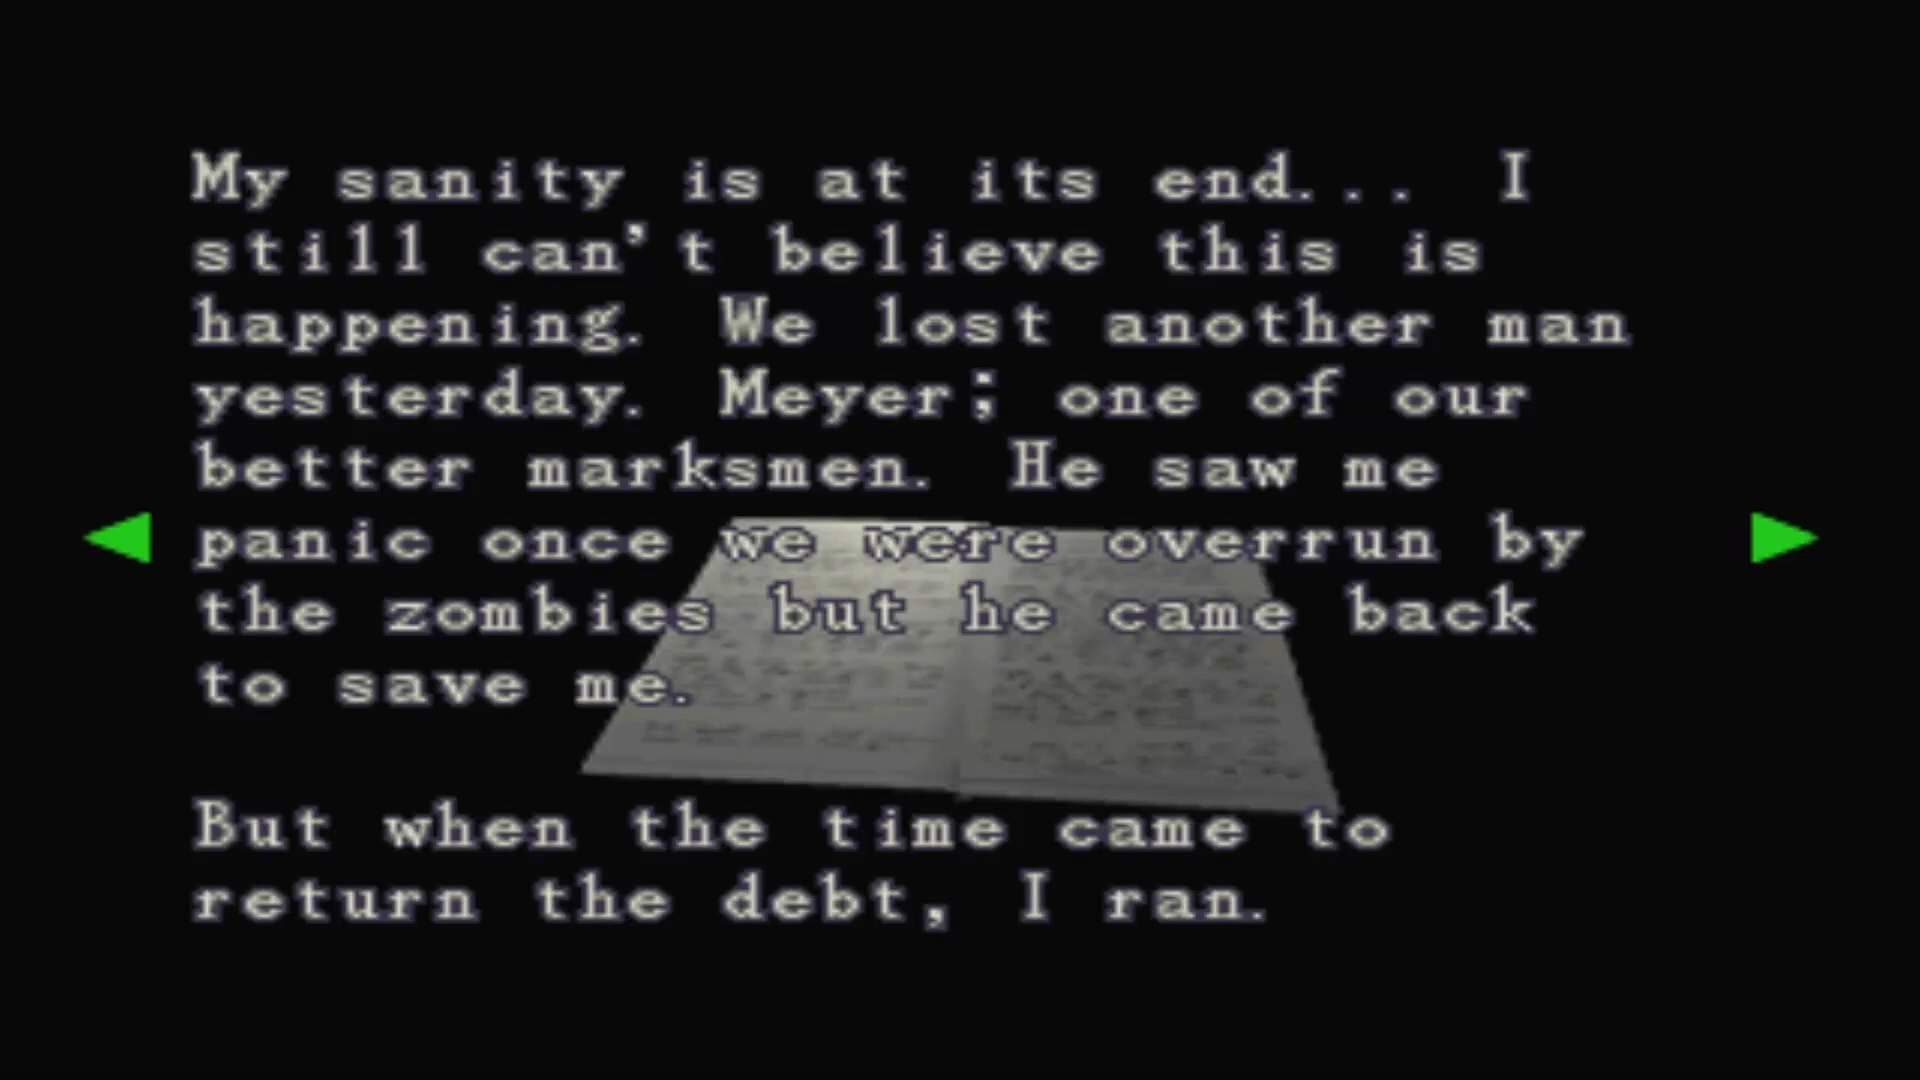 My sanity is at its end... I
still can't believe this is
happening. We lost another man
yesterday. Meyer; one of our
better marksmen. He saw me
panic once we were overrun by
the zombies but he came back
to save me.
But when the time came to
return the debt, I ran.